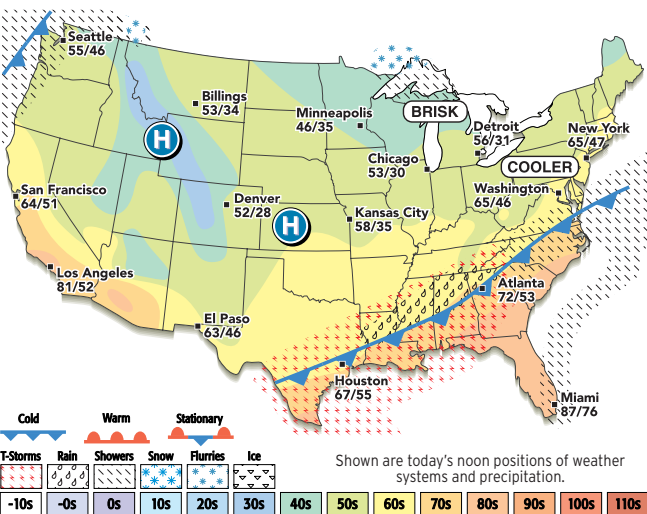 Seattle
55/46
Billings
53/34
Minneapolis
46/35
BRISK
Detroit
56/31
New York
65/47
H
Chicago
53/30
COOLER
San Francisco
64/51
Denver
52/28
H
Kansas City
58/35
Washington
65/46
Los Angeles
81/52
El Paso
63/46
Atlanta
72/53
Houston
67/55
Miami
87/76
Cold
Warm
Stationary
T-Storms
Rain
Showers
Snow
Flurries
Ice
Shown are today's noon positions of weather
systems and precipitation.
-10s
-0s
0s
10s
20s
30s
40s
50s
60s
70s
80s
90s
100s
110s